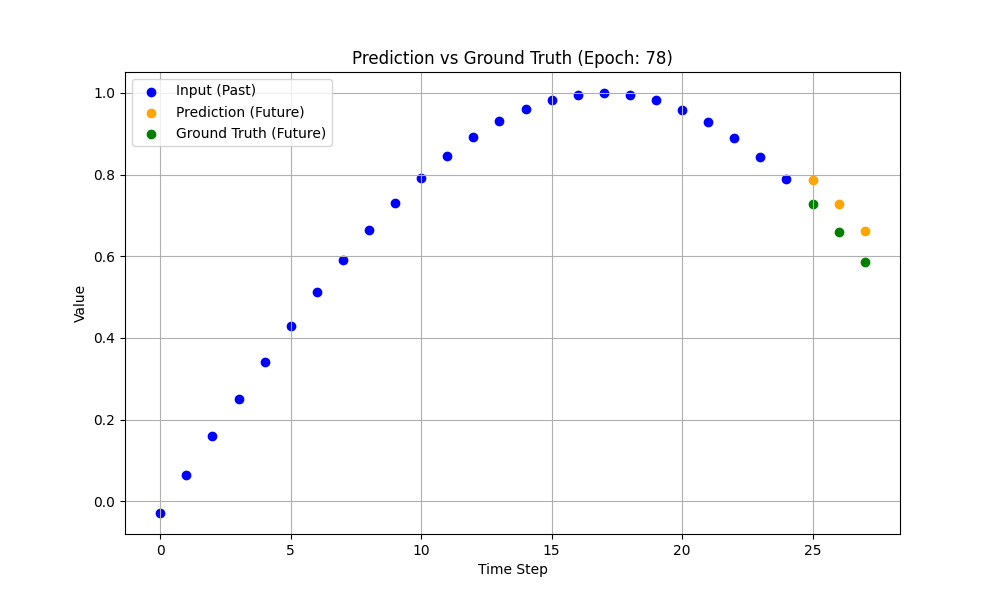 Prediction vs Ground Truth (Epoch: 78)
Input (Past)
Prediction (Future)
Ground Truth (Future)
1.0
0.8
0.6
0.4
0.2
0.0
Value
0 5 10 15 20 25
Time Step